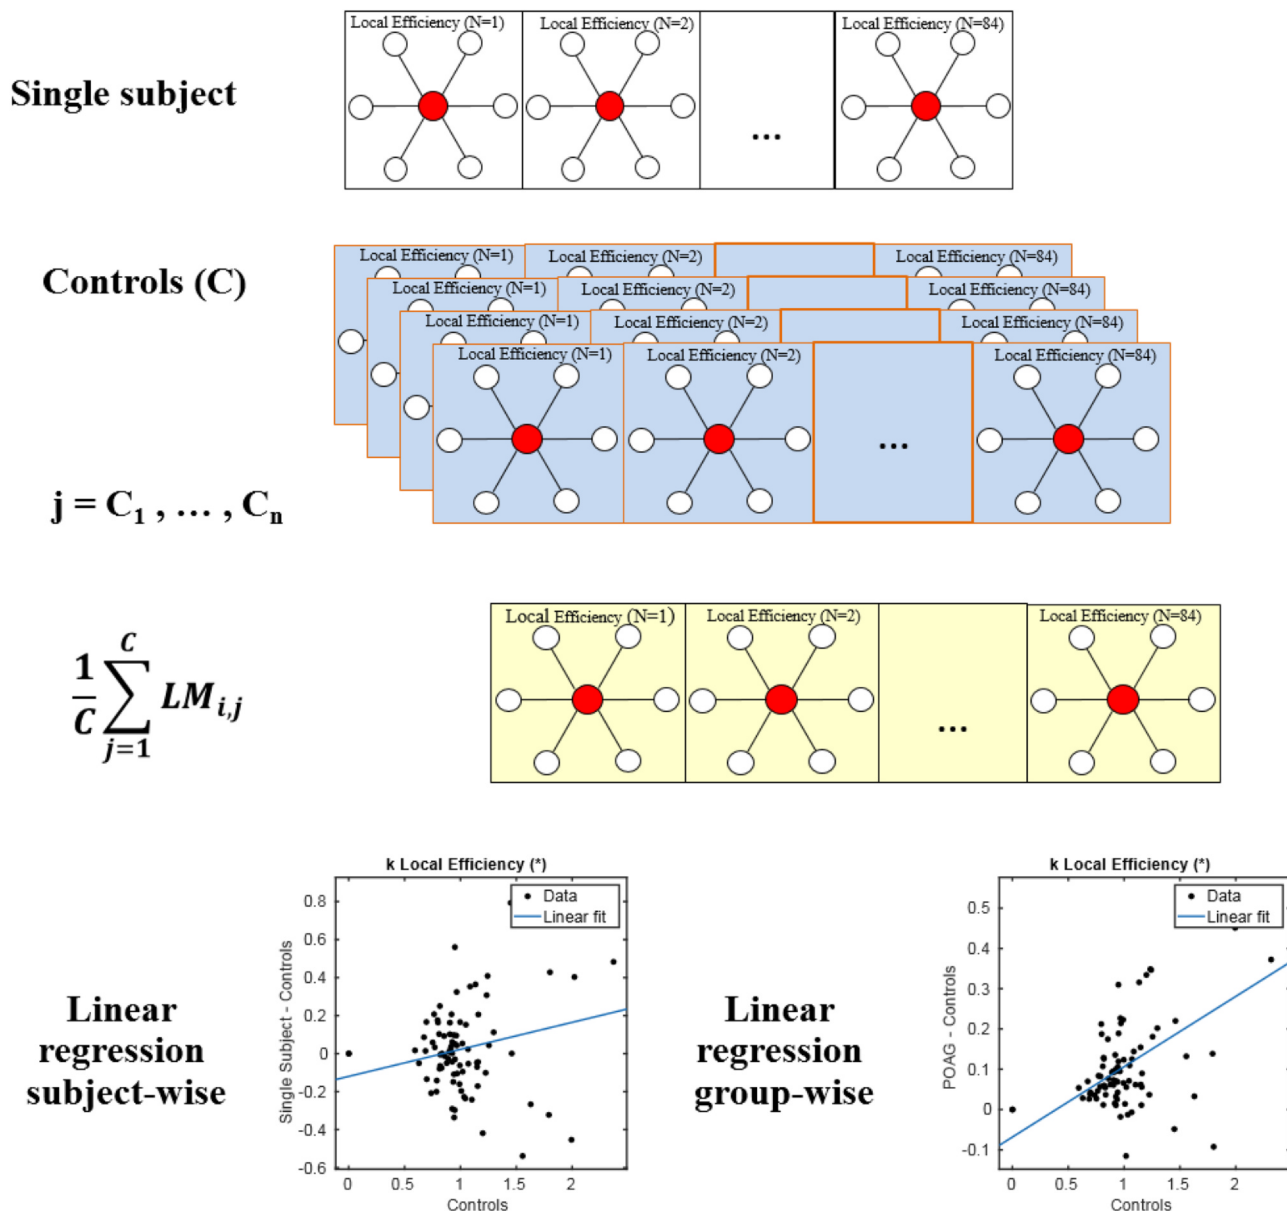 Local Efficiency (N=1) Local Efficiency (N=2) Local Efficiency (N=84)
Single subject
...
Local Efficiency (N=1) Local Efficiency (N=2) Local Efficiency (N=84)
Controls (C)
Local Efficiency (N=1) Local Efficiency (N=2) Local Efficiency (N=84)
Local Efficiency (N=1) Local Efficiency (N=2) Local Efficiency (N=84)
Local Efficiency (N=1) Local Efficiency (N=2) Local Efficiency (N=84)
...
j = C1 , … , Cn
Local Efficiency (N=1) Local Efficiency (N=2) Local Efficiency (N=84)
1/C ∑ j=1 C LM i,j
...
k Local Efficiency (*)
Data
Linear fit
0.8
0.6
0.4
0.2
0
-0.2
-0.4
-0.6
Single Subject - Controls
0 0.5 1 1.5 2
Controls
Linear
regression
subject-wise
k Local Efficiency (*)
Data
Linear fit
0.5
0.4
0.3
0.2
0.1
0
-0.1
POAG - Controls
0 0.5 1 1.5 2
Controls
Linear
regression
group-wise